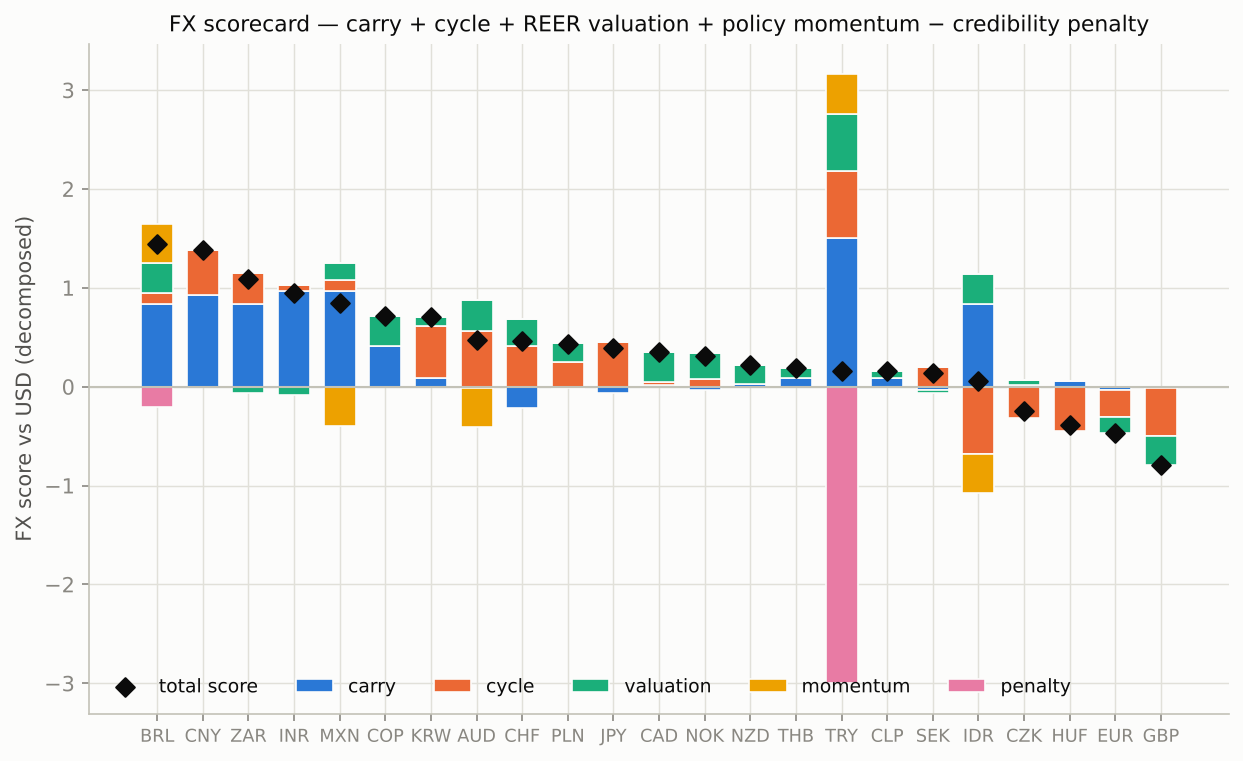 FX scorecard — carry + cycle + REER valuation + policy momentum − credibility penalty
FX score vs USD (decomposed)
3
2
1
0
−1
−2
−3
total score carry cycle valuation momentum penalty
BRL CNY ZAR INR MXN COP KRW AUD CHF PLN JPY CAD NOK NZD THB TRY CLP SEK IDR CZK HUF EUR GBP